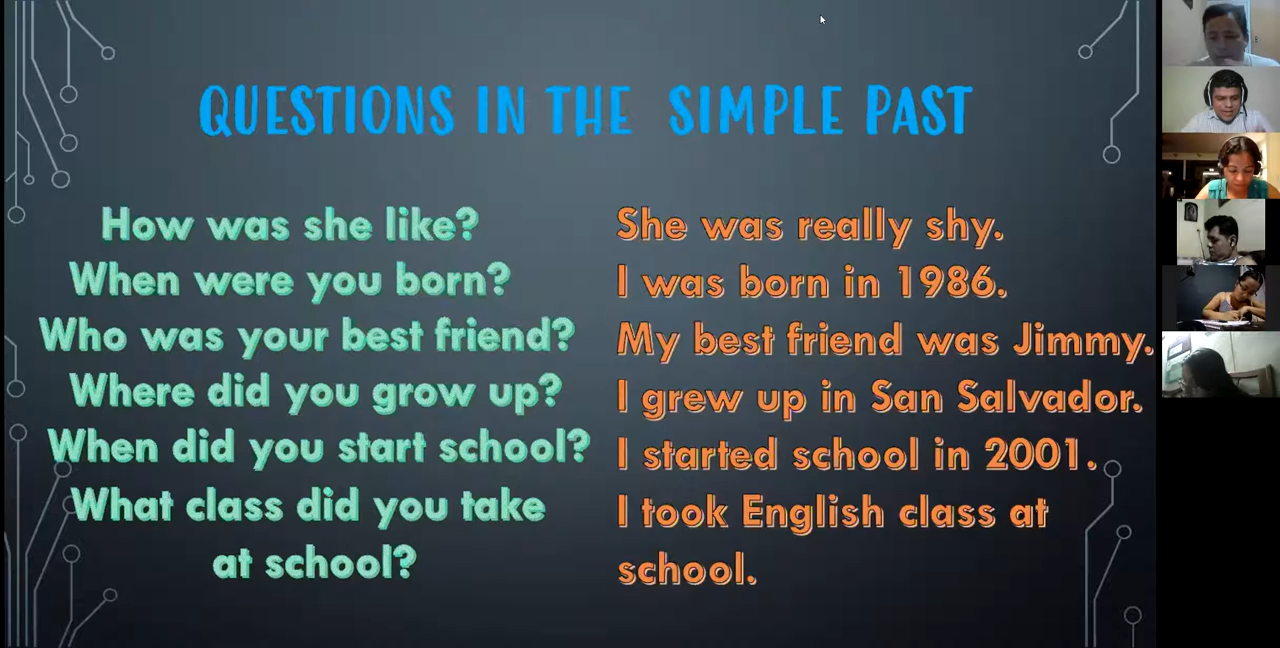 QUESTIONS IN THE SIMPLE PAST
How was she like?
When were you born?
Who was your best friend?
Where did you grow up?
When did you start school?
What class did you take
at school?
She was really shy.
I was born in 1986.
My best friend was Jimmy.
I grew up in San Salvador.
I started school in 2001.
I took English class at
school.